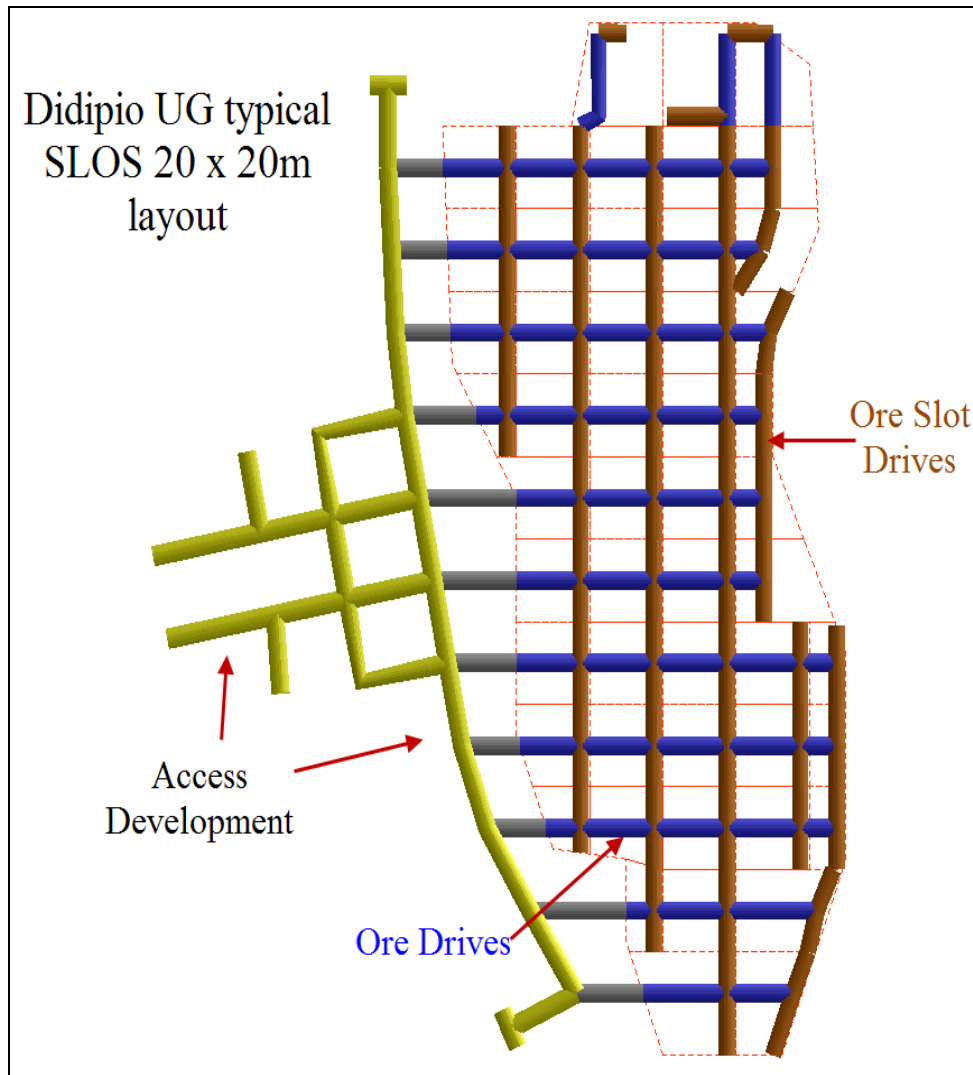 Didipio UG typical
SLOS 20 x 20m
layout
Ore Slot
Drives
Access
Development
Ore Drives